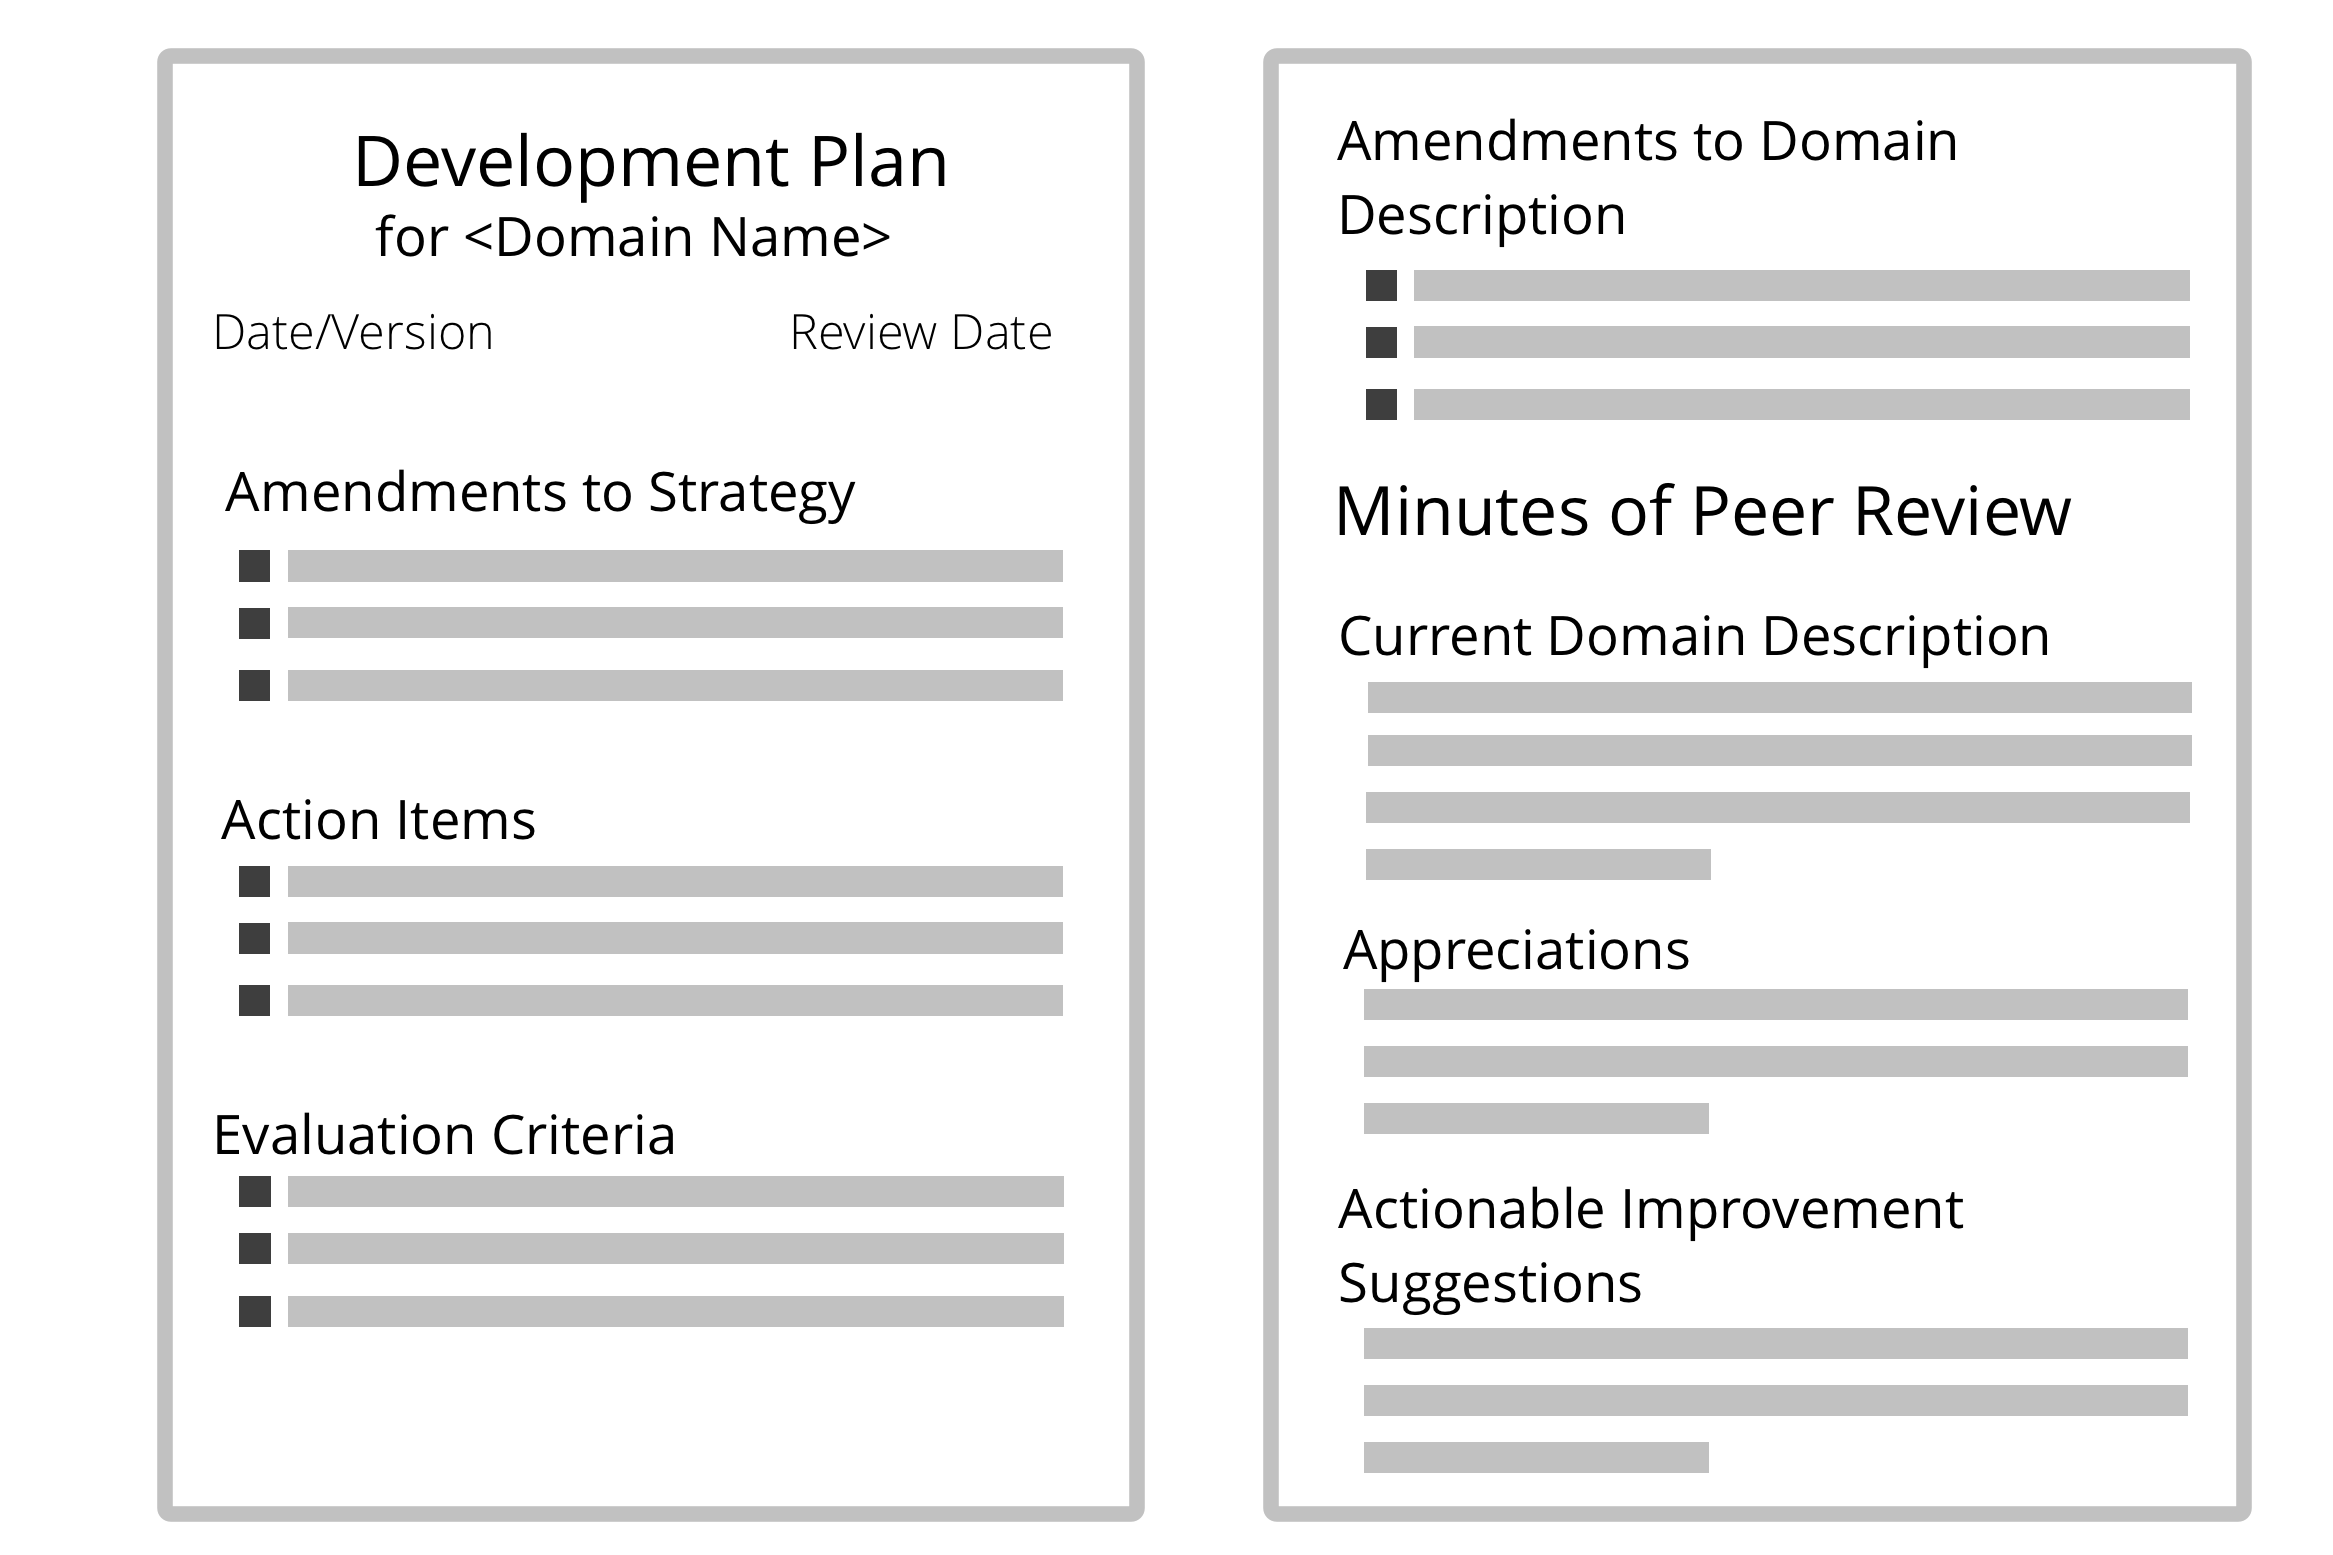 Development Plan
for <Domain Name>
Date/Version Review Date
Amendments to Strategy
Action Items
Evaluation Criteria
Amendments to Domain
Description
Minutes of Peer Review
Current Domain Description
Appreciations
Actionable Improvement
Suggestions